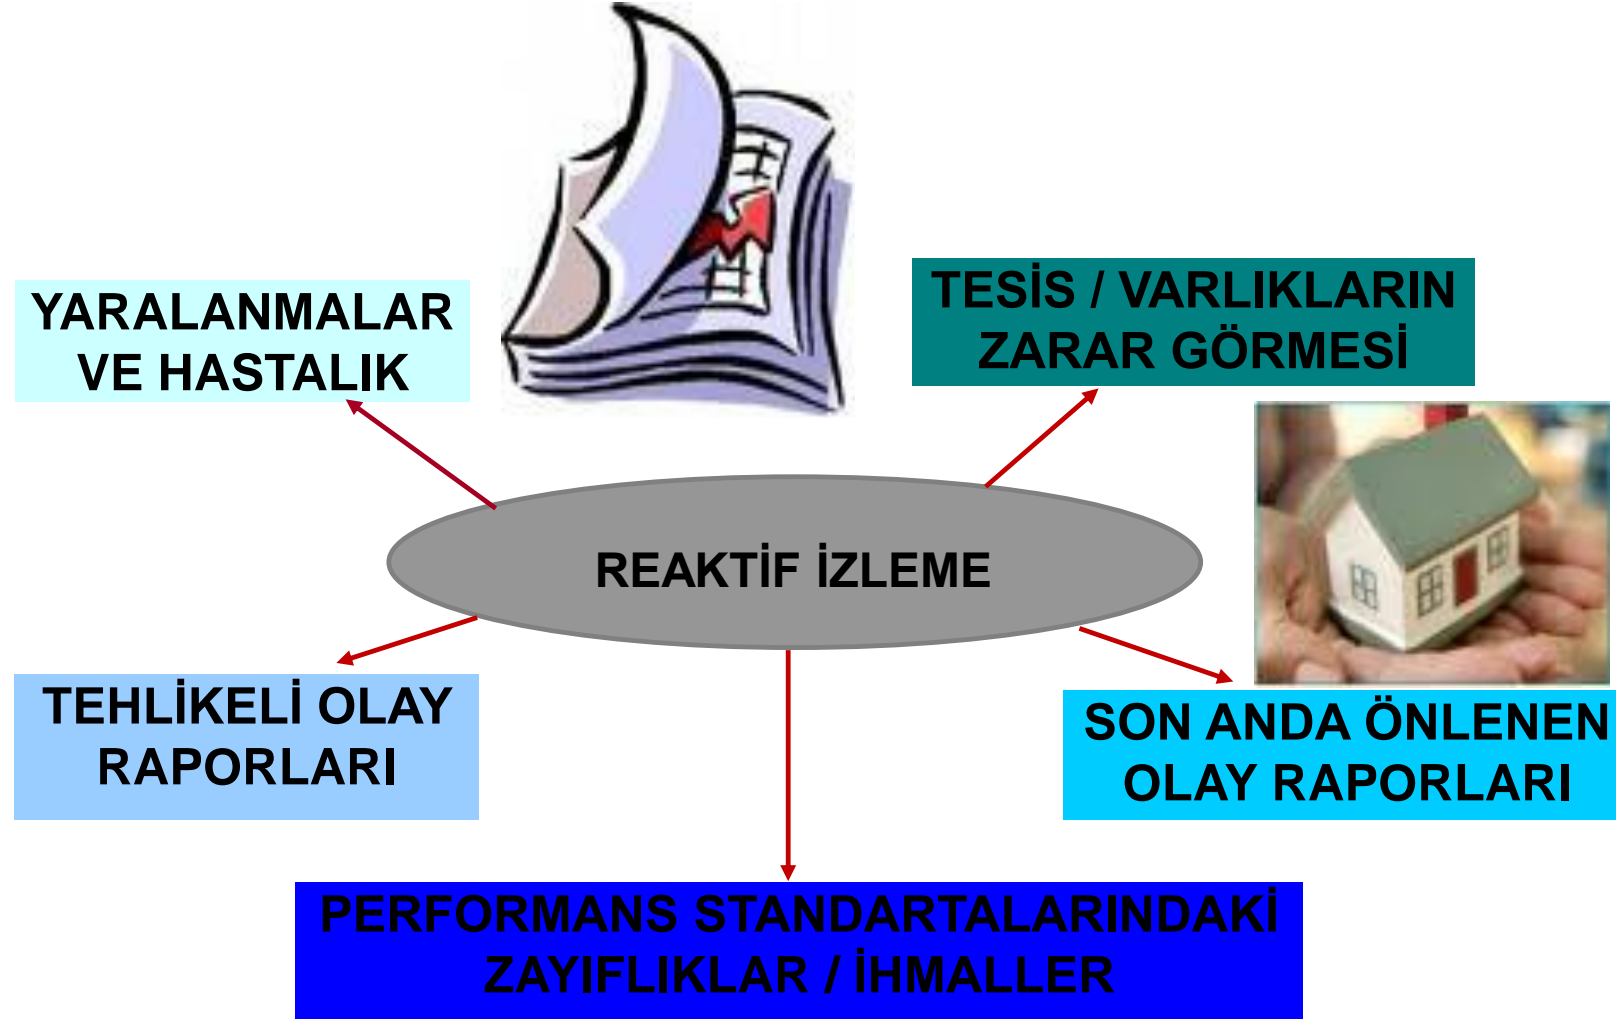 YARALANMALAR
VE HASTALIK
TESİS / VARLIKLARIN
ZARAR GÖRMESİ
REAKTİF İZLEME
TEHLİKELİ OLAY
RAPORLARI
SON ANDA ÖNLENEN
OLAY RAPORLARI
PERFORMANS STANDARTALARINDAKİ
ZAYIFLIKLAR / İHMALLER